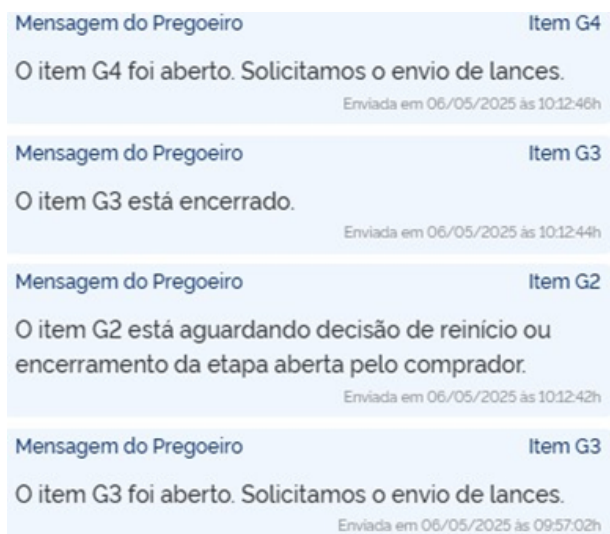 Mensagem do Pregoeiro Item G4
O item G4 foi aberto. Solicitamos o envio de lances.
Enviada em 06/05/2025 às 10:12:46h
Mensagem do Pregoeiro Item G3
O item G3 está encerrado.
Enviada em 06/05/2025 às 10:12:44h
Mensagem do Pregoeiro Item G2
O item G2 está aguardando decisão de reinício ou
encerramento da etapa aberta pelo comprador.
Enviada em 06/05/2025 às 10:12:42h
Mensagem do Pregoeiro Item G3
O item G3 foi aberto. Solicitamos o envio de lances.
Enviada em 06/05/2025 às 09:57:02h